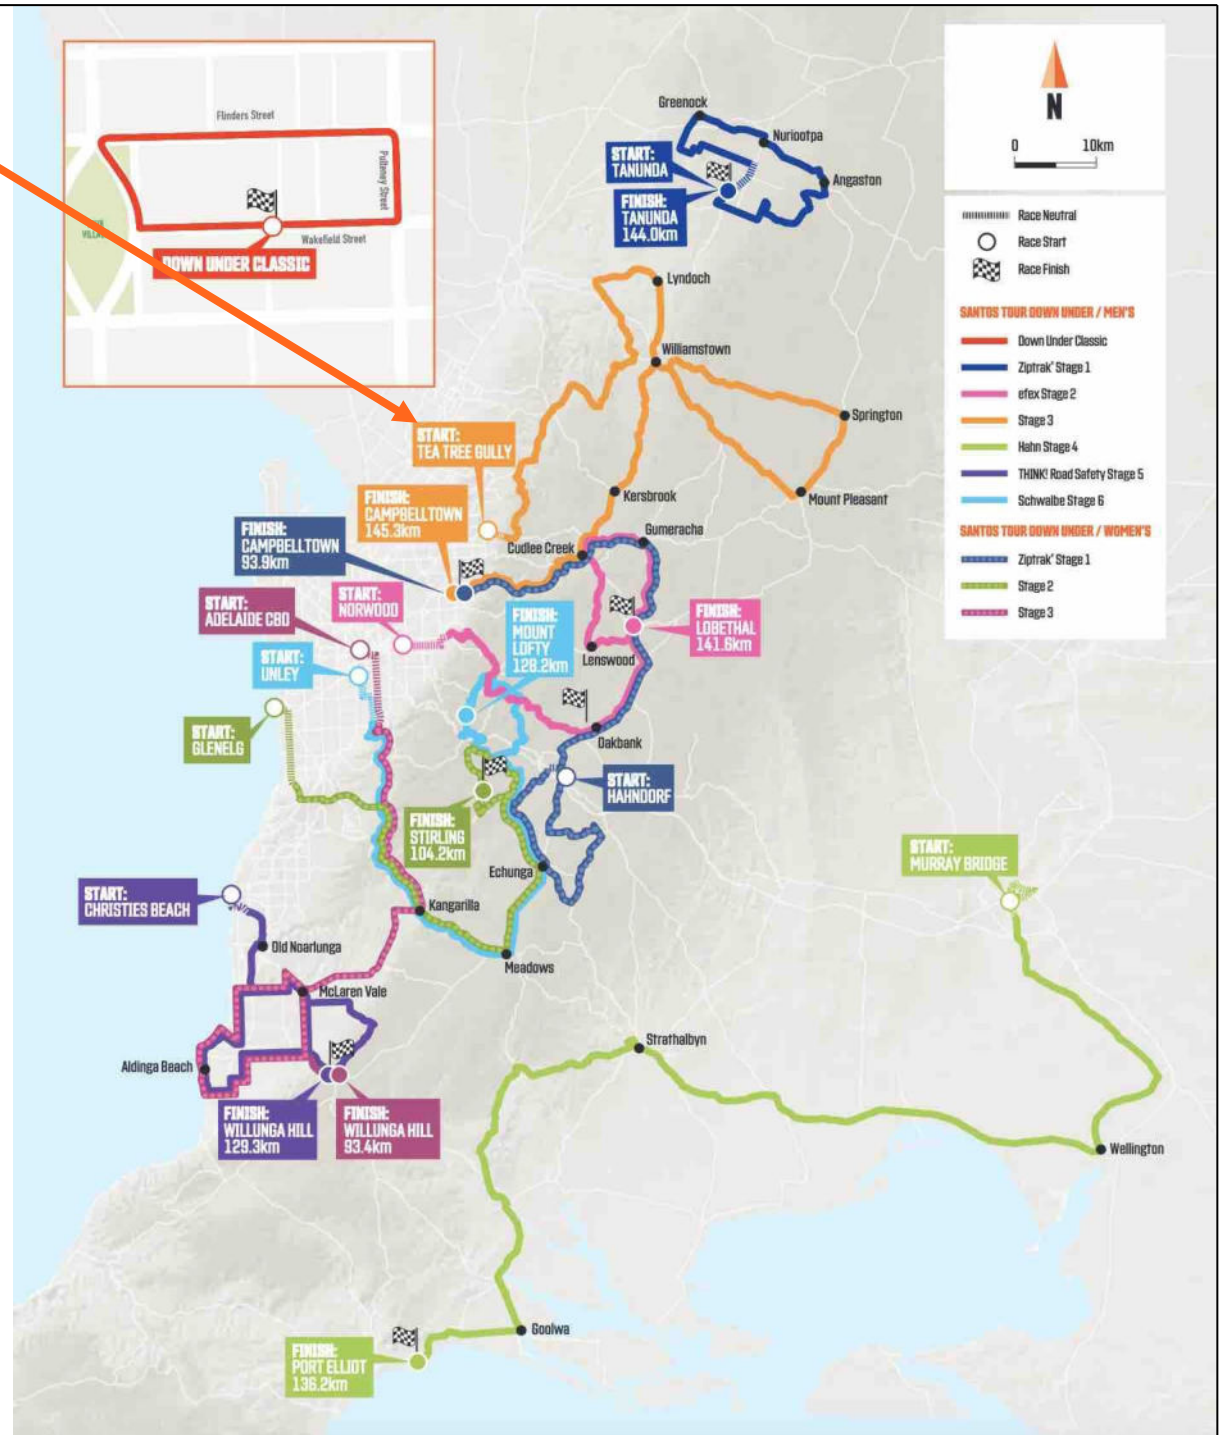 Flinders Street
Pulteney Street
Wakefield Street
DOWN UNDER CLASSIC
N
0 10km
Race Neutral
Race Start
Race Finish
SANTOS TOUR DOWN UNDER / MEN'S
Down Under Classic
Ziptrak® Stage 1
efex Stage 2
Stage 3
Hahn Stage 4
THINK! Road Safety Stage 5
Schwalbe Stage 6
SANTOS TOUR DOWN UNDER / WOMEN'S
Ziptrak® Stage 1
Stage 2
Stage 3
Greenock
Nuriootpa
Angaston
START:
TANUNDA
FINISH:
TANUNDA
144.0km
Lyndoch
Williamstown
Springton
Mount Pleasant
Kersbrook
START:
TEA TREE GULLY
FINISH:
CAMPBELLTOWN
145.3km
FINISH:
CAMPBELLTOWN
93.9km
Cudlee Creek
Gumeracha
START:
ADELAIDE CBD
START:
NORWOOD
FINISH:
MOUNT
LOFTY
128.2km
FINISH:
LOBETHAL
141.6km
Lenswood
START:
UNLEY
START:
GLENELG
Oakbank
START:
HAHNDORF
FINISH:
STIRLING
104.2km
Echunga
START:
MURRAY BRIDGE
START:
CHRISTIES BEACH
Kangarilla
Old Noarlunga
Meadows
McLaren Vale
Strathalbyn
Aldinga Beach
FINISH:
WILLUNGA HILL
129.3km
FINISH:
WILLUNGA HILL
93.4km
Wellington
Goolwa
FINISH:
PORT ELLIOT
136.2km